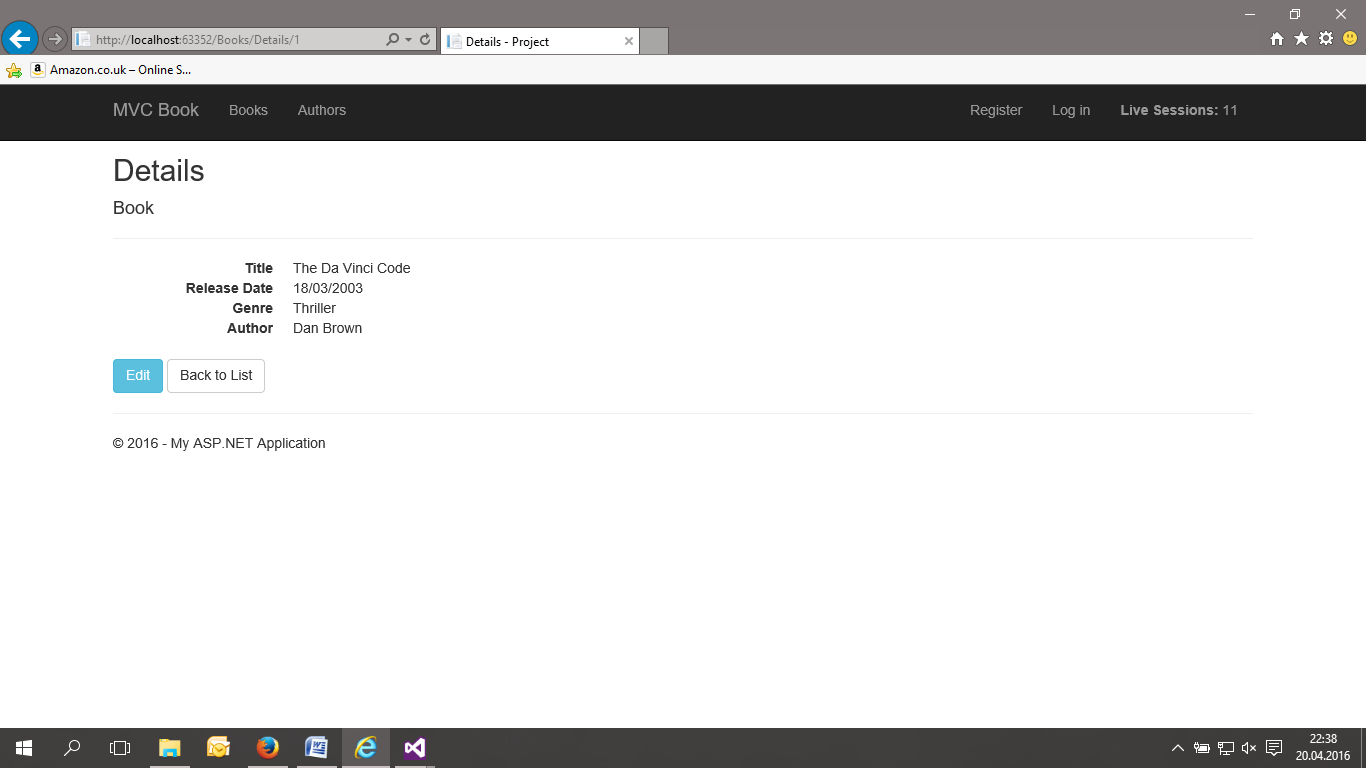 http://localhost:63352/Books/Details/1
Details - Project
Amazon.co.uk – Online S...
MVC Book Books Authors Register Log in Live Sessions: 11
Details
Book
Title The Da Vinci Code
Release Date 18/03/2003
Genre Thriller
Author Dan Brown
Edit Back to List
© 2016 - My ASP.NET Application
22:38
20.04.2016